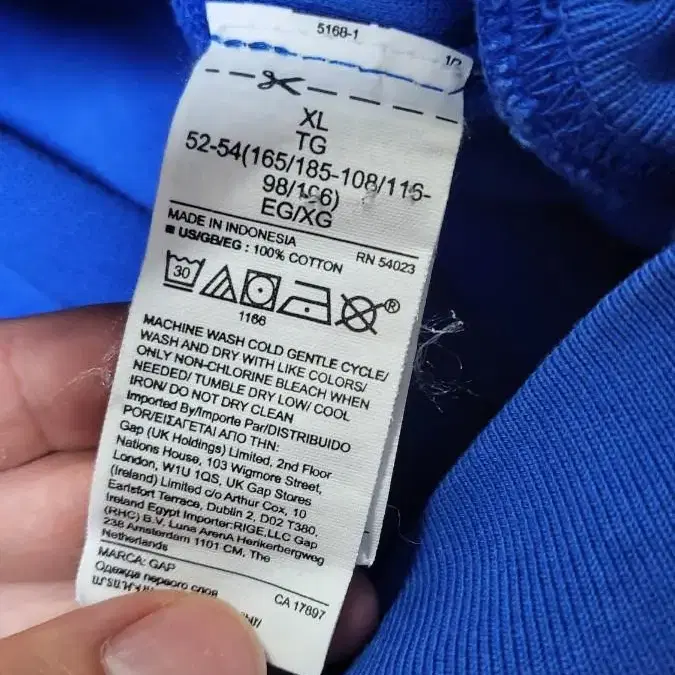 5168-1
1/2
XL
TG
52-54(165/185-108/116-
98/106)
EG/XG
MADE IN INDONESIA
RN 54023
■ US/GB/EG : 100% COTTON
30
®
1166
MACHINE WASH COLD GENTLE CYCLE/
WASH AND DRY WITH LIKE COLORS/
ONLY NON-CHLORINE BLEACH WHEN
NEEDED/ TUMBLE DRY LOW/ COOL
IRON/ DO NOT DRY CLEAN
Imported By/Importe Par/DISTRIBUIDO
POR/ΕΙΣΑΓΕΤΑΙ ΑΠΟ ΤΗΝ:
Gap (UK Holdings) Limited, 2nd Floor
Nations House, 103 Wigmore Street,
London, W1U 1QS, UK Gap Stores
(Ireland) Limited c/o Arthur Cox, 10
Earlsfort Terrace, Dublin 2, D02 T380,
Ireland Egypt Importer:RIGE,LLC Gap
(RHC) B.V. Luna ArenA Herikerbergweg
238 Amsterdam 1101 CM, The
Netherlands
MARCA: GAP
CA 17897
Одежда первого слоя